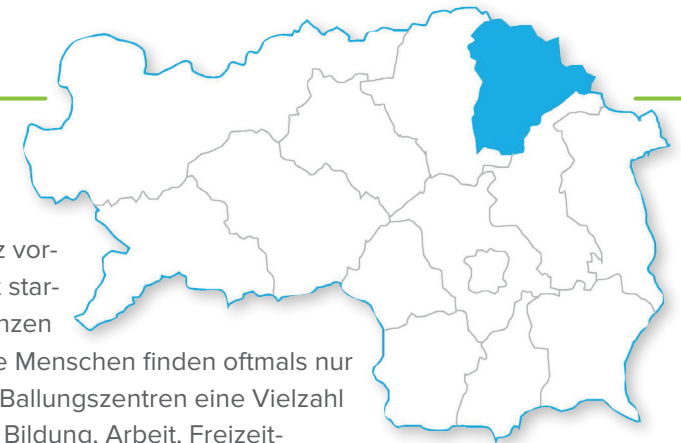 z vor-
t star-
nzen
e Menschen finden oftmals nur
Ballungszentren eine Vielzahl
Bildung, Arbeit, Freizeit-